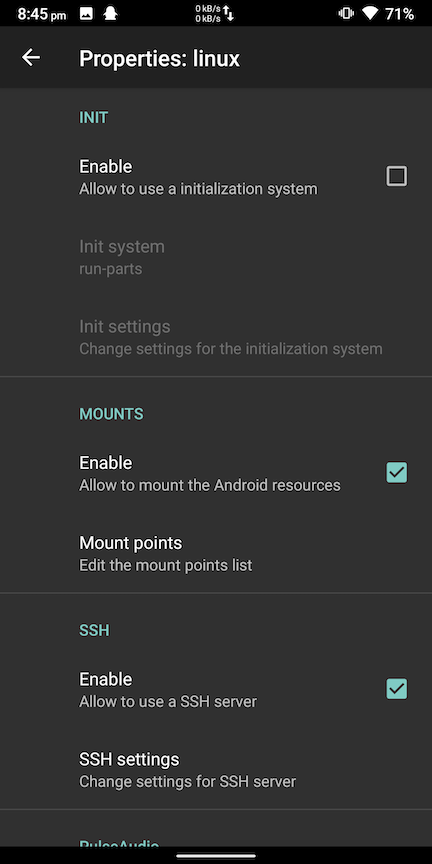 8:45 pm
0 kB/s
0 kB/s
71%
Properties: linux
INIT
Enable
Allow to use a initialization system
Init system
run-parts
Init settings
Change settings for the initialization system
MOUNTS
Enable
Allow to mount the Android resources
Mount points
Edit the mount points list
SSH
Enable
Allow to use a SSH server
SSH settings
Change settings for SSH server
PulseAudio